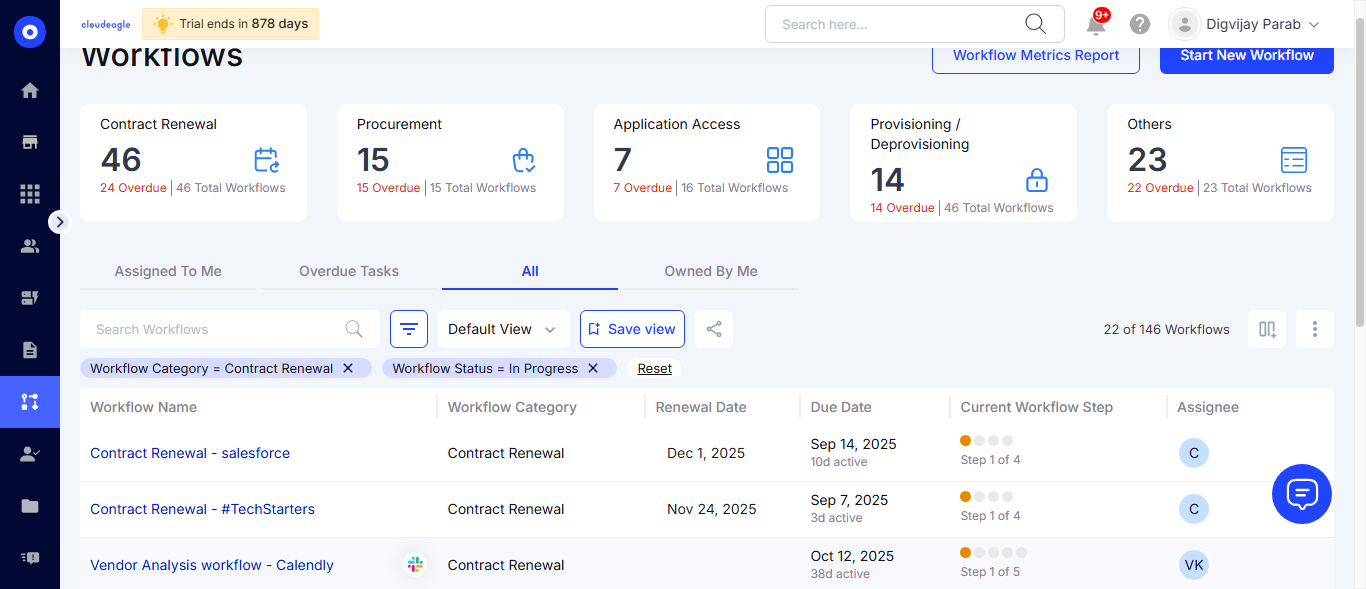 cloudeagle
Trial ends in 878 days
Search here...
9+
Digvijay Parab
Workflows
Workflow Metrics Report
Start New Workflow
Contract Renewal
46
24 Overdue | 46 Total Workflows
Procurement
15
15 Overdue | 15 Total Workflows
Application Access
7
7 Overdue | 16 Total Workflows
Provisioning /
Deprovisioning
14
14 Overdue | 46 Total Workflows
Others
23
22 Overdue | 23 Total Workflows
Assigned To Me
Overdue Tasks
All
Owned By Me
Search Workflows
Default View
Save view
22 of 146 Workflows
Workflow Category = Contract Renewal
Workflow Status = In Progress
Reset
Workflow Name
Workflow Category
Renewal Date
Due Date
Current Workflow Step
Assignee
Contract Renewal - salesforce
Contract Renewal
Dec 1, 2025
Sep 14, 2025
10d active
Step 1 of 4
C
Contract Renewal - #TechStarters
Contract Renewal
Nov 24, 2025
Sep 7, 2025
3d active
Step 1 of 4
C
Vendor Analysis workflow - Calendly
Contract Renewal
Oct 12, 2025
38d active
Step 1 of 5
VK